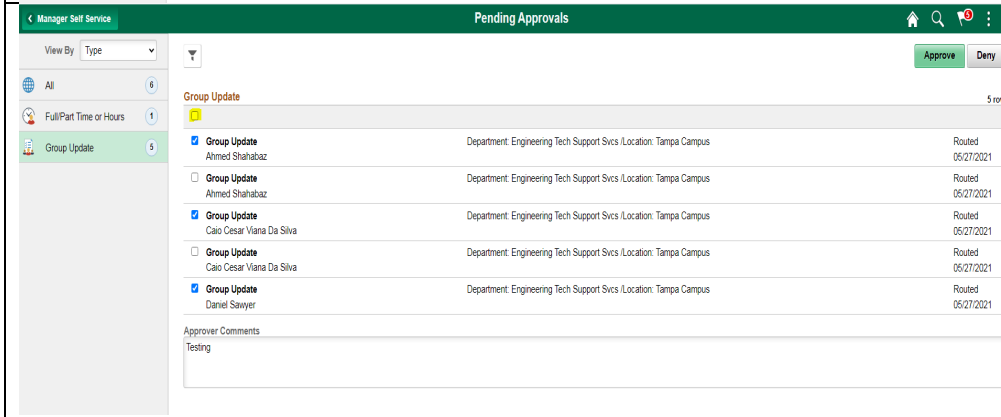 Manager Self Service
Pending Approvals
5
View By Type
All 6
Full/Part Time or Hours 1
Group Update 5
Approve Deny
Group Update
5 ro
Group Update Department: Engineering Tech Support Svcs /Location: Tampa Campus Routed
Ahmed Shahabaz 05/27/2021
Group Update Department: Engineering Tech Support Svcs /Location: Tampa Campus Routed
Ahmed Shahabaz 05/27/2021
Group Update Department: Engineering Tech Support Svcs /Location: Tampa Campus Routed
Caio Cesar Viana Da Silva 05/27/2021
Group Update Department: Engineering Tech Support Svcs /Location: Tampa Campus Routed
Caio Cesar Viana Da Silva 05/27/2021
Group Update Department: Engineering Tech Support Svcs /Location: Tampa Campus Routed
Daniel Sawyer 05/27/2021
Approver Comments
Testing